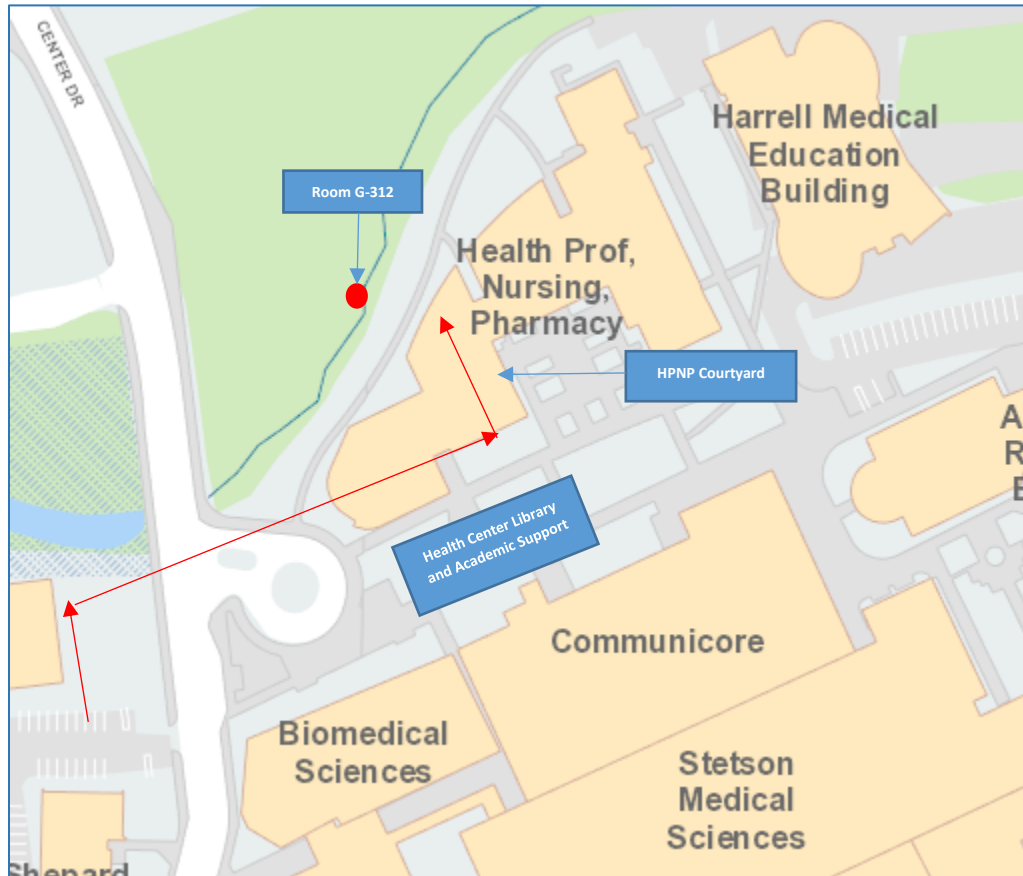 CENTER DR
Harrell Medical
Education
Building
Room G-312
Health Prof,
Nursing,
Pharmacy
HPNP Courtyard
A
R
E
Health Center Library
and Academic Support
Communicore
Biomedical
Sciences
Stetson
Medical
Sciences
Shepard